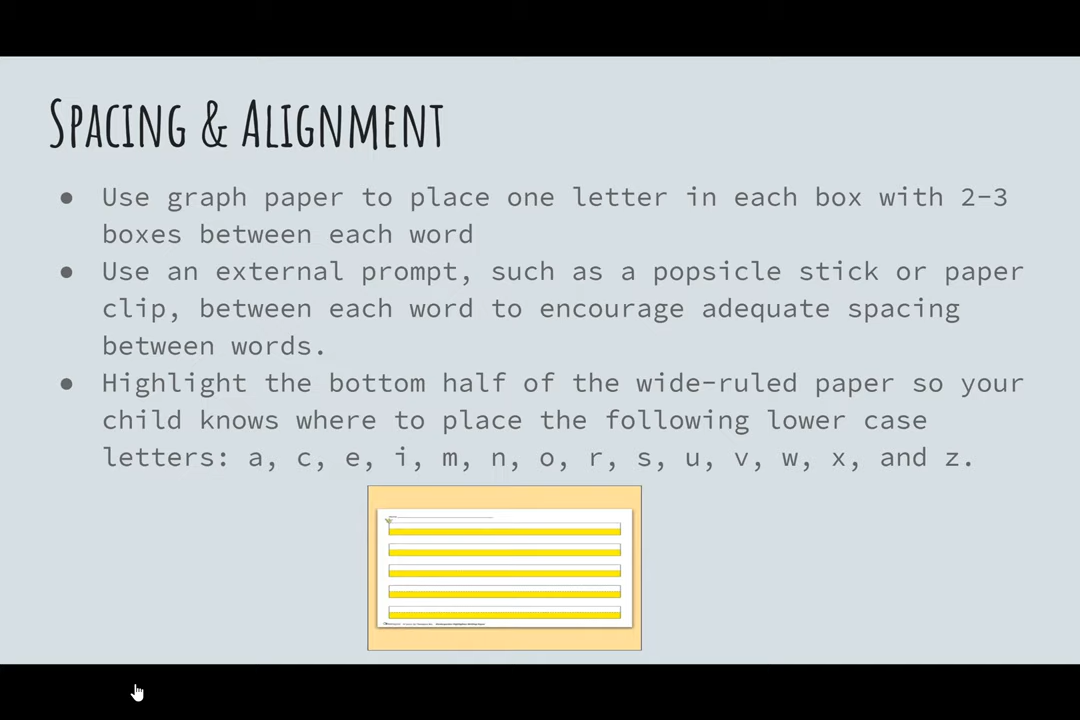 Spacing & Alignment
● Use graph paper to place one letter in each box with 2-3
boxes between each word
● Use an external prompt, such as a popsicle stick or paper
clip, between each word to encourage adequate spacing
between words.
● Highlight the bottom half of the wide-ruled paper so your
child knows where to place the following lower case
letters: a, c, e, i, m, n, o, r, s, u, v, w, x, and z.